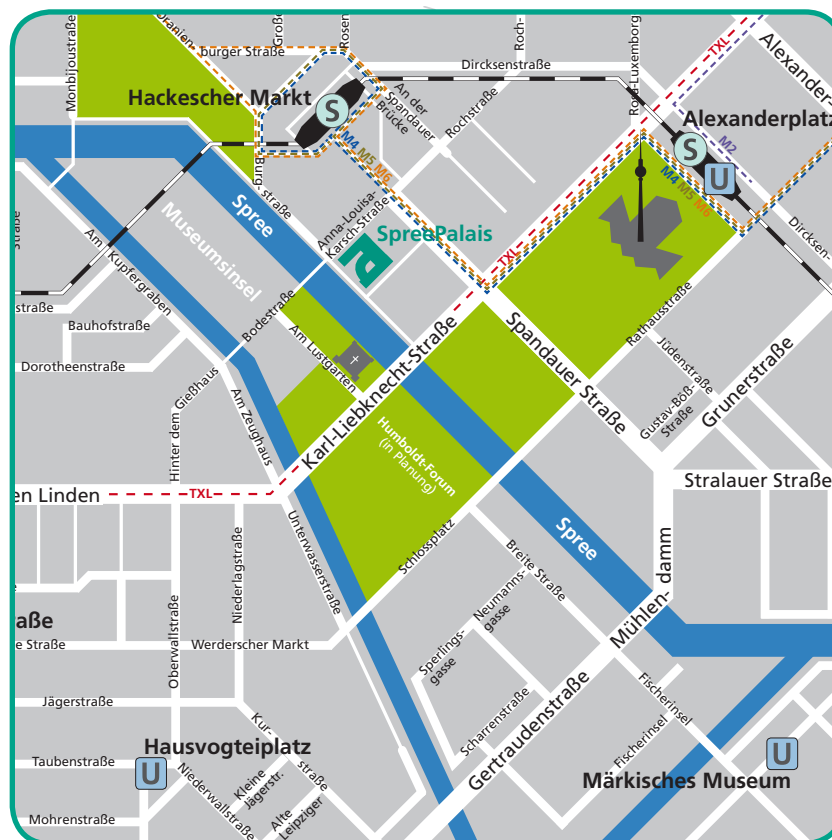 Monbijoustraße
Oranien-
burger Straße
Große
Rosen
Roch-
Rosa-Luxemborg
TXL
Alexander-
Dircksenstraße
Hackescher Markt
S
An der
Spandauer
Brücke
Rochstraße
Alexanderplatz
S
U
M2
M4 M5 M6
M4 M5 M6
Burg-
straße
Spree
Museumsinsel
Anna-Louisa-
Karsch-Straße
SpreePalais
TXL
Dircksen-
Straße
Am Kupfergraben
straße
Bauhofstraße
Dorotheenstraße
Bodestraße
Am Lustgarten
Gießhaus
Hinter dem
Am Zeughaus
Karl-Liebknecht-Straße
Spandauer Straße
Rathausstraße
Jüdenstraße
Gustav-Böß-
Straße
Grunerstraße
Humboldt-Forum
(in Planung)
en Linden
TXL
Stralauer Straße
Spree
Schlossplatz
Unterwasserstraße
Niederlagstraße
Oberwallstraße
Breite Straße
Neumanns-
gasse
Sperlings-
gasse
Mühlen-
damm
aße
e Straße
Werderscher Markt
Jägerstraße
Scharrenstraße
Gertraudenstraße
Fischerinsel
Fischerinsel
Kur-
straße
Hausvogteiplatz
U
Taubenstraße
Niederwallstraße
Kleine
Jägerstr.
Alte
Leipziger
Mohrenstraße
Märkisches Museum
U